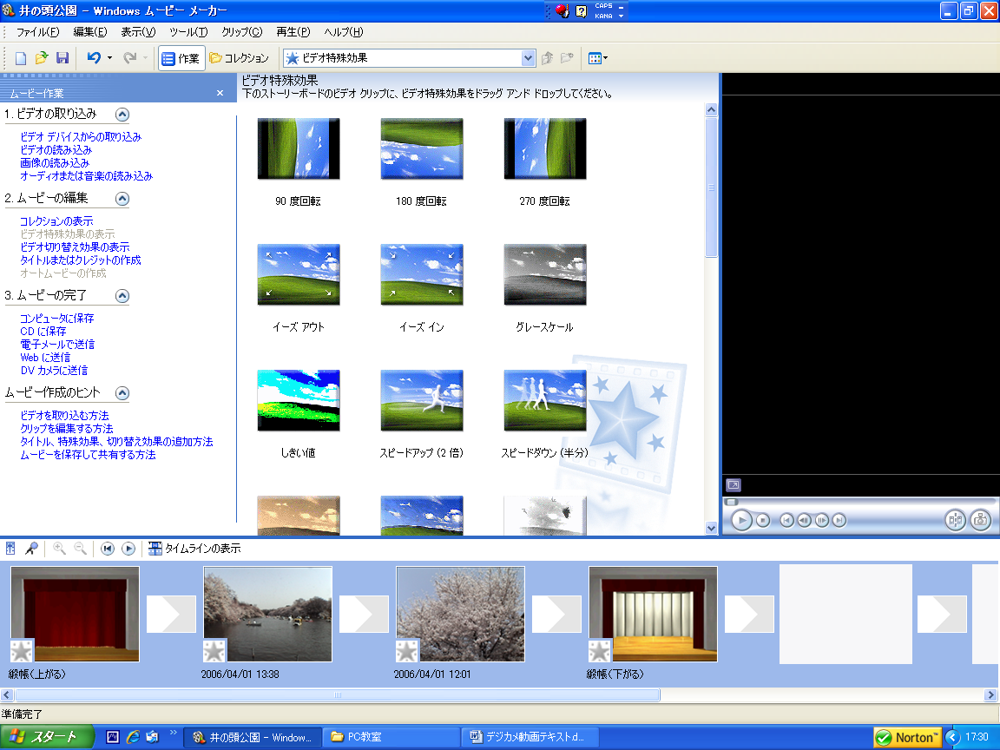 井の頭公園 - Windows ムービー メーカー
CAPS
KANA
ファイル(F) 編集(E) 表示(V) ツール(T) クリップ(C) 再生(P) ヘルプ(H)
作業 コレクション ビデオ特殊効果
ムービー作業
ビデオ特殊効果
下のストーリーボードのビデオ クリップに、ビデオ特殊効果をドラッグ アンド ドロップしてください。
1. ビデオの取り込み
ビデオ デバイスからの取り込み
ビデオの読み込み
画像の読み込み
オーディオまたは音楽の読み込み
2. ムービーの編集
コレクションの表示
ビデオ特殊効果の表示
ビデオ切り替え効果の表示
タイトルまたはクレジットの作成
オートムービーの作成
3. ムービーの完了
コンピュータに保存
CD に保存
電子メールで送信
Web に送信
DV カメラに送信
ムービー作成のヒント
ビデオを取り込む方法
クリップを編集する方法
タイトル、特殊効果、切り替え効果の追加方法
ムービーを保存して共有する方法
90 度回転 180 度回転 270 度回転
イーズ アウト イーズ イン グレースケール
しきい値 スピードアップ (2 倍) スピードダウン (半分)
タイムラインの表示
緞帳(上がる) 2006/04/01 13:38 2006/04/01 12:01 緞帳(下がる)
準備完了
スタート 井の頭公園 - Window... PC教室 デジカメ動画テキスト.d... Norton™ 17:30